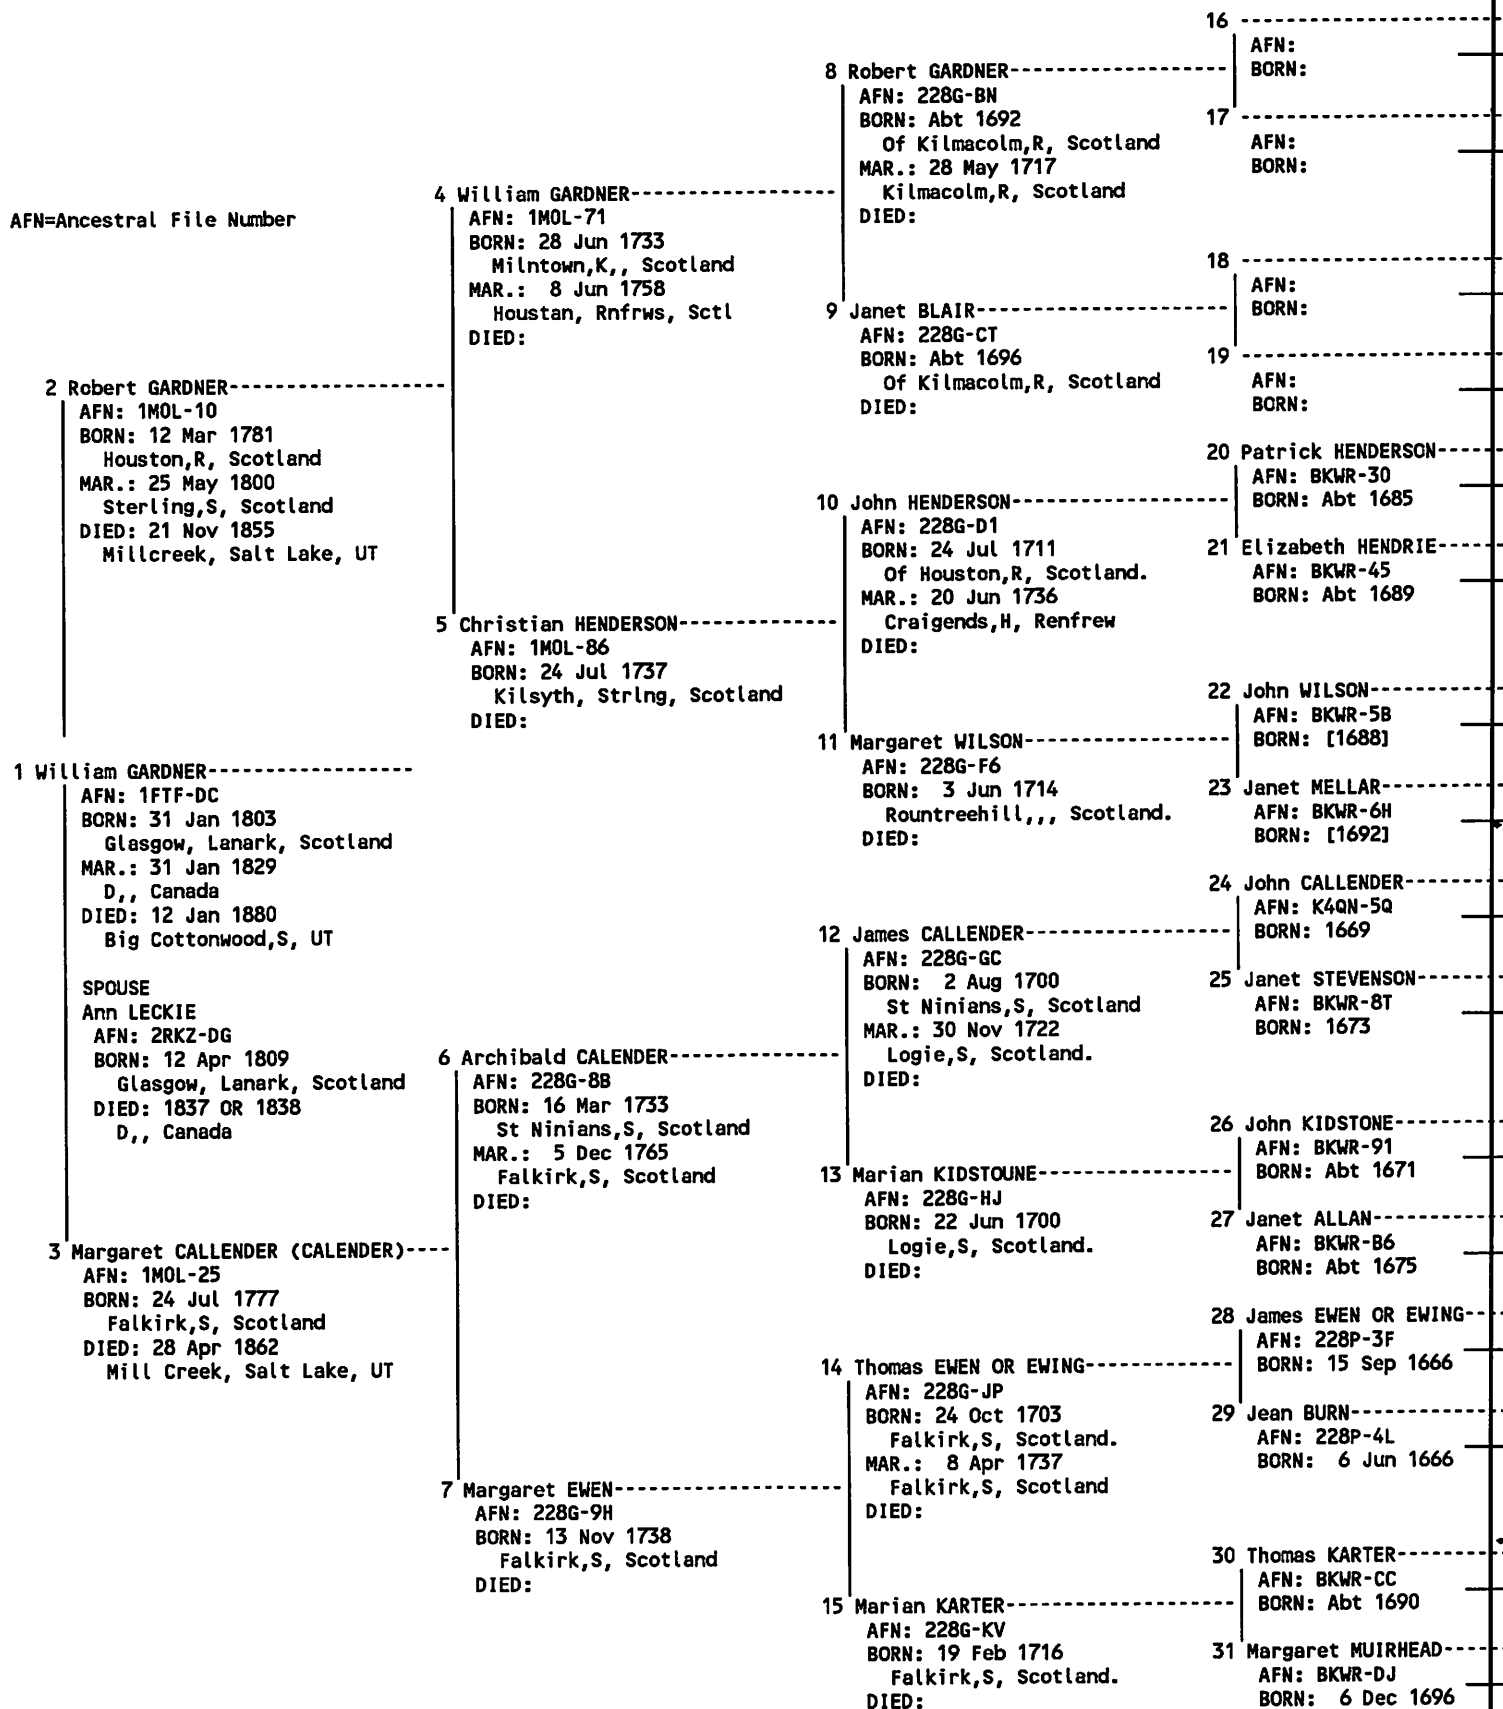 AFN=Ancestral File Number
1 William GARDNER-----------------
AFN: 1FTF-DC
BORN: 31 Jan 1803
Glasgow, Lanark, Scotland
MAR.: 31 Jan 1829
D,, Canada
DIED: 12 Jan 1880
Big Cottonwood,S, UT
SPOUSE
Ann LECKIE
AFN: 2RKZ-DG
BORN: 12 Apr 1809
Glasgow, Lanark, Scotland
DIED: 1837 OR 1838
D,, Canada
2 Robert GARDNER------------------
AFN: 1MOL-10
BORN: 12 Mar 1781
Houston,R, Scotland
MAR.: 25 May 1800
Sterling,S, Scotland
DIED: 21 Nov 1855
Millcreek, Salt Lake, UT
3 Margaret CALLENDER (CALENDER)----
AFN: 1MOL-25
BORN: 24 Jul 1777
Falkirk,S, Scotland
DIED: 28 Apr 1862
Mill Creek, Salt Lake, UT
4 William GARDNER-----------------
AFN: 1MOL-71
BORN: 28 Jun 1733
Milntown,K,, Scotland
MAR.: 8 Jun 1758
Houstan, Rnfrws, Sctl
DIED:
5 Christian HENDERSON-------------
AFN: 1MOL-86
BORN: 24 Jul 1737
Kilsyth, Strlng, Scotland
DIED:
6 Archibald CALENDER--------------
AFN: 228G-8B
BORN: 16 Mar 1733
St Ninians,S, Scotland
MAR.: 5 Dec 1765
Falkirk,S, Scotland
DIED:
7 Margaret EWEN-------------------
AFN: 228G-9H
BORN: 13 Nov 1738
Falkirk,S, Scotland
DIED:
8 Robert GARDNER------------------
AFN: 228G-BN
BORN: Abt 1692
Of Kilmacolm,R, Scotland
MAR.: 28 May 1717
Kilmacolm,R, Scotland
DIED:
9 Janet BLAIR---------------------
AFN: 228G-CT
BORN: Abt 1696
Of Kilmacolm,R, Scotland
DIED:
10 John HENDERSON------------------
AFN: 228G-D1
BORN: 24 Jul 1711
Of Houston,R, Scotland.
MAR.: 20 Jun 1736
Craigends,H, Renfrew
DIED:
11 Margaret WILSON-----------------
AFN: 228G-F6
BORN: 3 Jun 1714
Rountreehill,,, Scotland.
DIED:
12 James CALLENDER-----------------
AFN: 228G-GC
BORN: 2 Aug 1700
St Ninians,S, Scotland
MAR.: 30 Nov 1722
Logie,S, Scotland.
DIED:
13 Marian KIDSTOUNE----------------
AFN: 228G-HJ
BORN: 22 Jun 1700
Logie,S, Scotland.
DIED:
14 Thomas EWEN OR EWING------------
AFN: 228G-JP
BORN: 24 Oct 1703
Falkirk,S, Scotland.
MAR.: 8 Apr 1737
Falkirk,S, Scotland
DIED:
15 Marian KARTER-------------------
AFN: 228G-KV
BORN: 19 Feb 1716
Falkirk,S, Scotland.
DIED:
16 ----------------------
AFN:
BORN:
17 ----------------------
AFN:
BORN:
18 ----------------------
AFN:
BORN:
19 ----------------------
AFN:
BORN:
20 Patrick HENDERSON-----
AFN: BKWR-30
BORN: Abt 1685
21 Elizabeth HENDRIE-----
AFN: BKWR-45
BORN: Abt 1689
22 John WILSON-----------
AFN: BKWR-5B
BORN: [1688]
23 Janet MELLAR----------
AFN: BKWR-6H
BORN: [1692]
24 John CALLENDER--------
AFN: K4QN-5Q
BORN: 1669
25 Janet STEVENSON-------
AFN: BKWR-8T
BORN: 1673
26 John KIDSTONE---------
AFN: BKWR-91
BORN: Abt 1671
27 Janet ALLAN-----------
AFN: BKWR-B6
BORN: Abt 1675
28 James EWEN OR EWING---
AFN: 228P-3F
BORN: 15 Sep 1666
29 Jean BURN-------------
AFN: 228P-4L
BORN: 6 Jun 1666
30 Thomas KARTER---------
AFN: BKWR-CC
BORN: Abt 1690
31 Margaret MUIRHEAD-----
AFN: BKWR-DJ
BORN: 6 Dec 1696